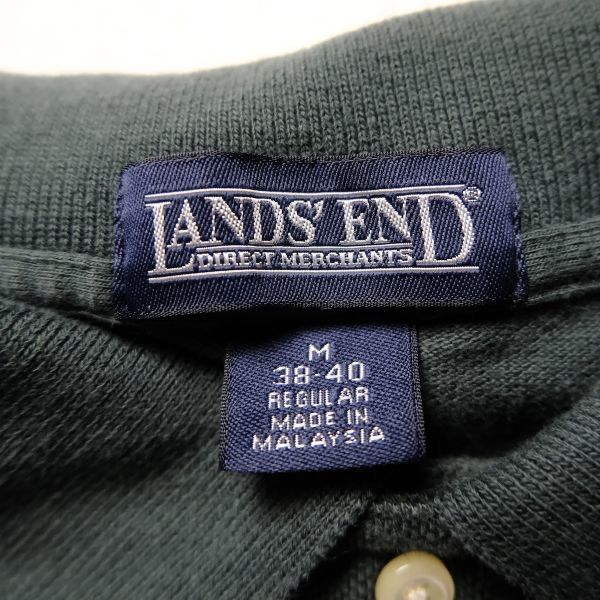 LANDS' END®
DIRECT MERCHANTS
M
38-40
REGULAR
MADE IN
MALAYSIA